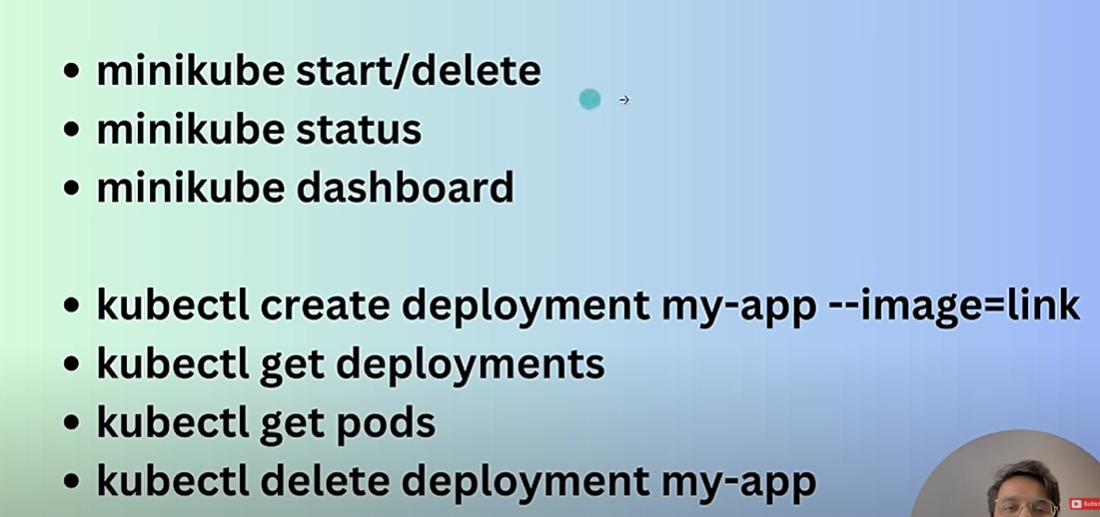 • minikube start/delete
• minikube status
• minikube dashboard
• kubectl create deployment my-app --image=link
• kubectl get deployments
• kubectl get pods
• kubectl delete deployment my-app